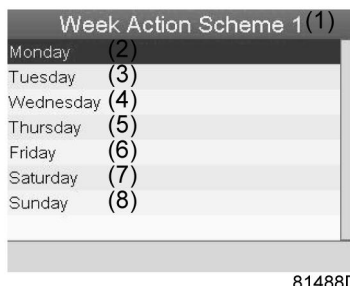 Week Action Scheme 1(1)
Monday (2)
Tuesday (3)
Wednesday (4)
Thursday (5)
Friday (6)
Saturday (7)
Sunday (8)
81488D